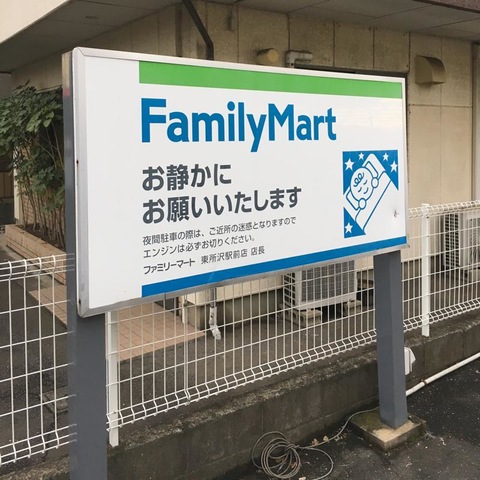 FamilyMart
お静かに
お願いいたします
夜間駐車の際は、ご近所の迷惑となりますので
エンジンは必ずお切りください。
ファミリーマート 東所沢駅前店 店長